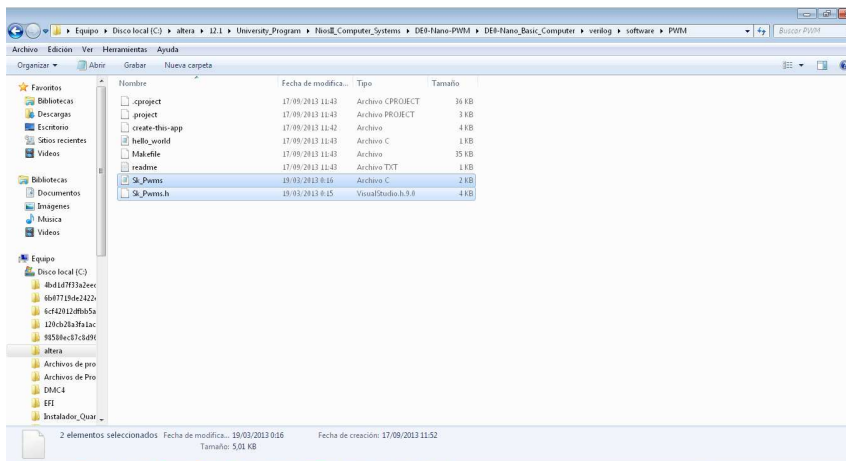 Equipo ▸ Disco local (C:) ▸ altera ▸ 12.1 ▸ University_Program ▸ NiosII_Computer_Systems ▸ DE0-Nano-PWM ▸ DE0-Nano_Basic_Computer ▸ verilog ▸ software ▸ PWM
Buscar PWM
Archivo Edición Ver Herramientas Ayuda
Organizar Abrir Grabar Nueva carpeta
Favoritos
Bibliotecas
Descargas
Escritorio
Sitios recientes
Videos
Bibliotecas
Documentos
Imágenes
Música
Videos
Equipo
Disco local (C:)
6cf42012dfbb5a
120cb28a3fa1ac
altera
Archivos de pro
Archivos de Pro
DMC4
EFI
Instalador_Quar
Nombre Fecha de modifica... Tipo Tamaño
.cproject 17/09/2013 11:43 Archivo CPROJECT 36 KB
.project 17/09/2013 11:43 Archivo PROJECT 3 KB
create-this-app 17/09/2013 11:42 Archivo 4 KB
hello_world 17/09/2013 11:43 Archivo C 1 KB
Makefile 17/09/2013 11:43 Archivo 35 KB
readme 17/09/2013 11:43 Archivo TXT 1 KB
Sk_Pwms 19/03/2013 0:16 Archivo C 2 KB
Sk_Pwms.h 19/03/2013 0:15 VisualStudio.h.9.0 4 KB
2 elementos seleccionados Fecha de modifica... 19/03/2013 0:16 Fecha de creación: 17/09/2013 11:52
Tamaño: 5,01 KB